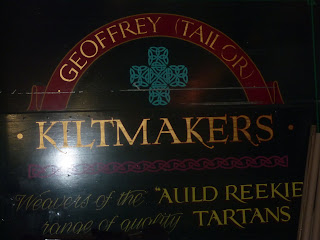 GEOFFREY (TAILOR)
· KILTMAKERS ·
Weavers of the "AULD REEKIE
range of quality TARTANS